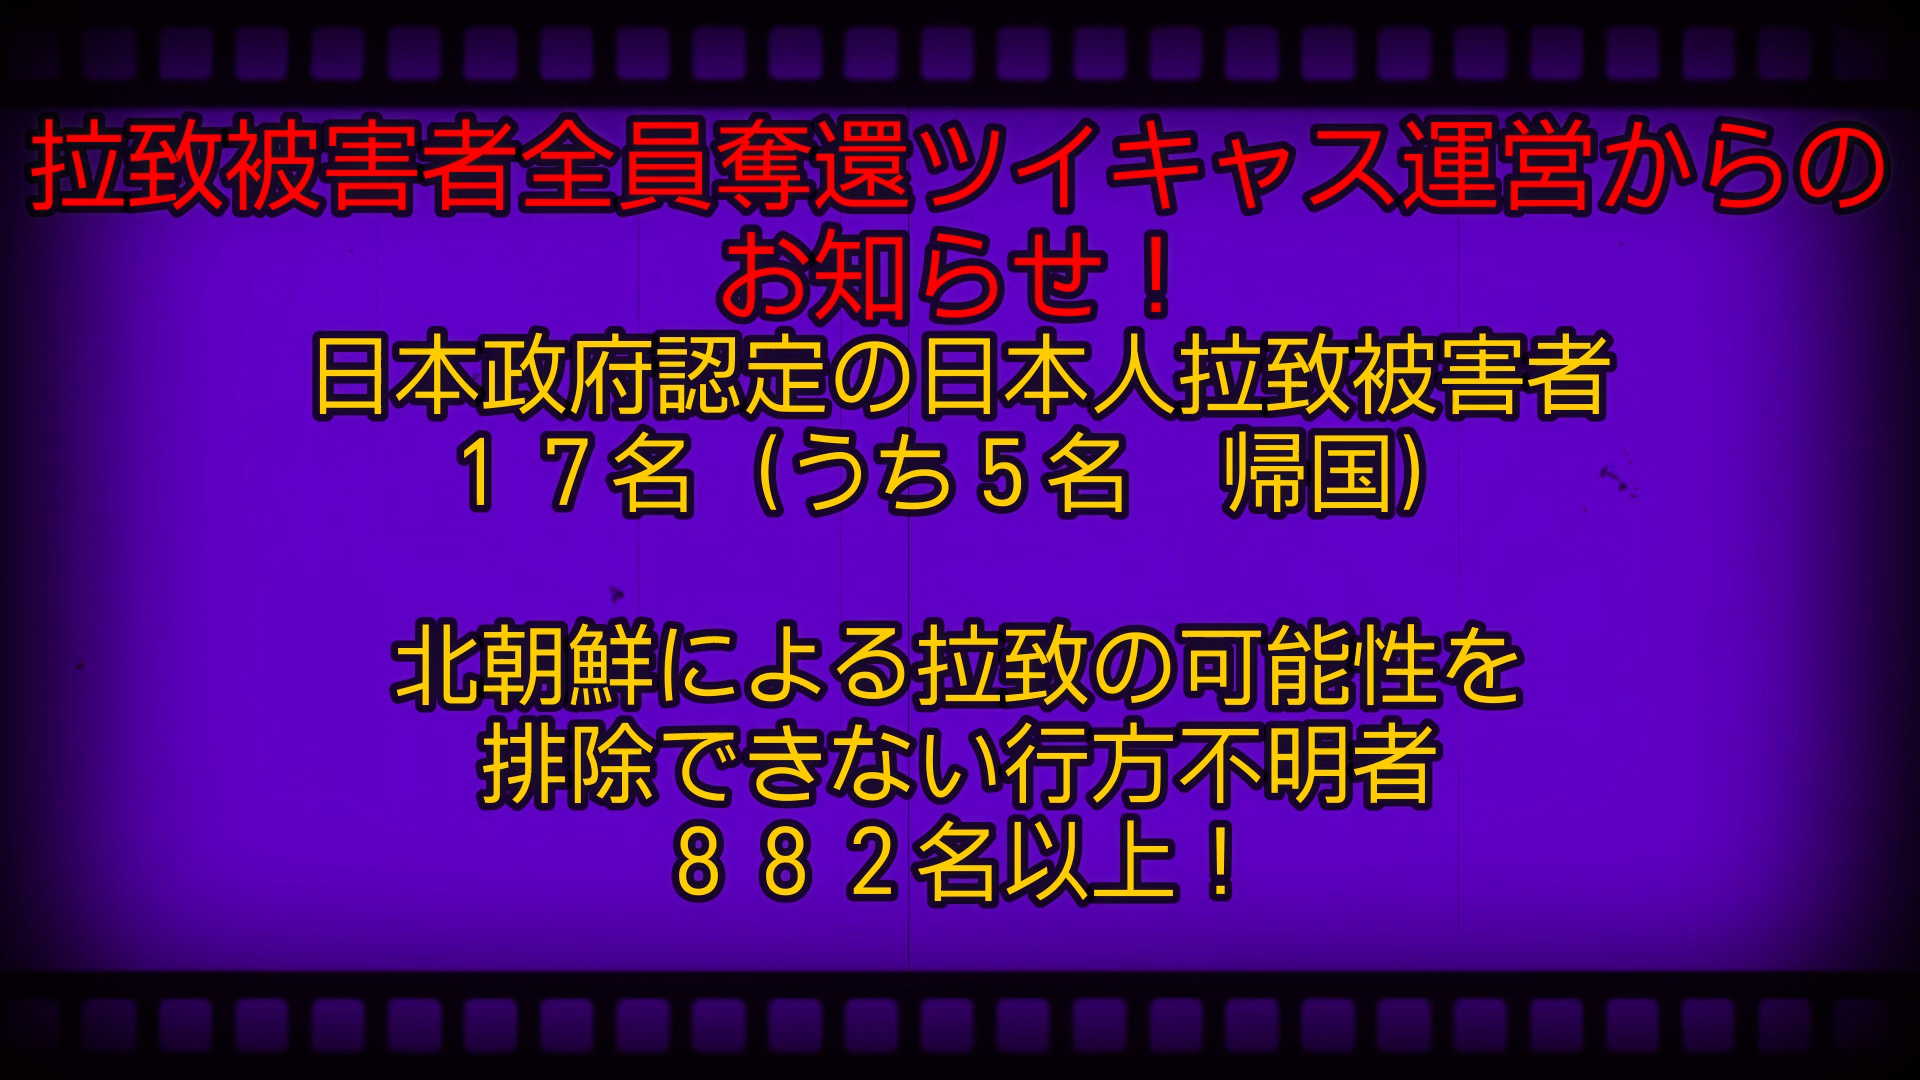 拉致被害者全員奪還ツイキャス運営からの
お知らせ！
日本政府認定の日本人拉致被害者
１７名（うち５名　帰国）
北朝鮮による拉致の可能性を
排除できない行方不明者
８８２名以上！